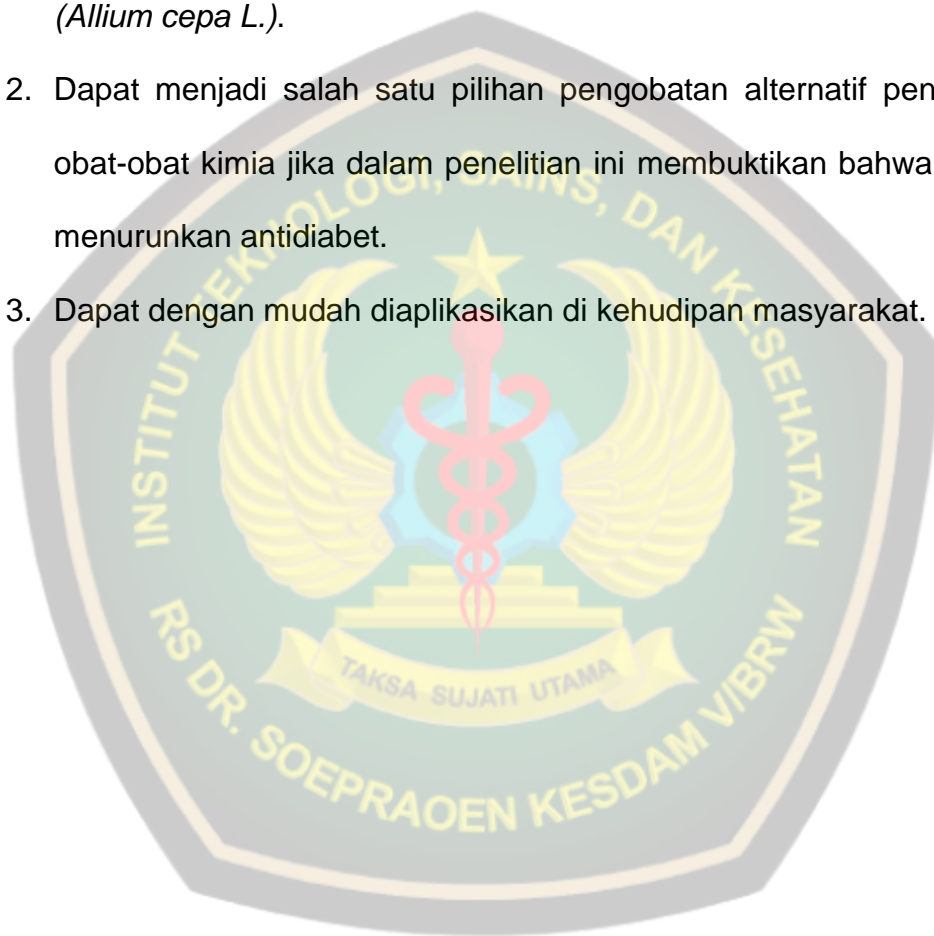 (Allium cepa L.).
2. Dapat menjadi salah satu pilihan pengobatan alternatif pen
obat-obat kimia jika dalam penelitian ini membuktikan bahwa
menurunkan antidiabet.
3. Dapat dengan mudah diaplikasikan di kehudipan masyarakat.
INSTITUT TEKNOLOGI, SAINS, DAN KESEHATAN
TAKSA SUJATI UTAMA
RS DR. SOEPRAOEN KESDAM V/BRW